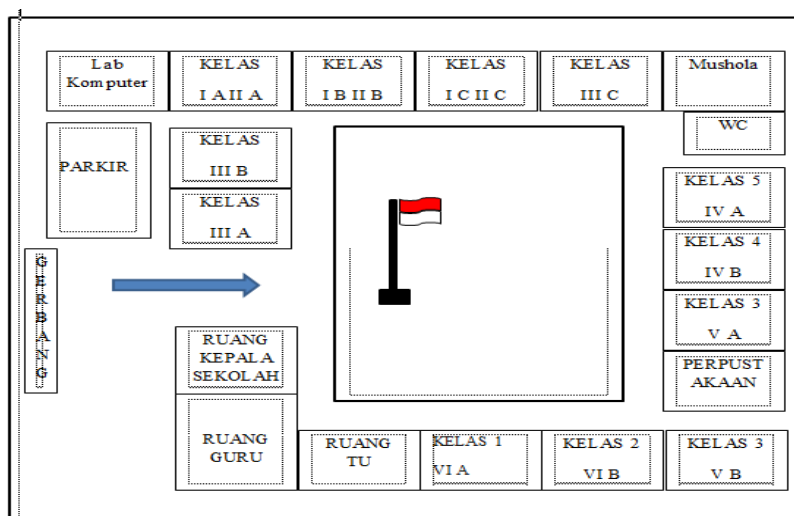 Lab
Komputer
KELAS
I A II A
KELAS
I B II B
KELAS
I C II C
KELAS
III C
Mushola
WC
PARKIR
KELAS
III B
KELAS
III A
KELAS 5
IV A
KELAS 4
IV B
KELAS 3
V A
PERPUST
AKAAN
GERBANG
RUANG
KEPALA
SEKOLAH
RUANG
GURU
RUANG
TU
KELAS 1
VI A
KELAS 2
VI B
KELAS 3
V B